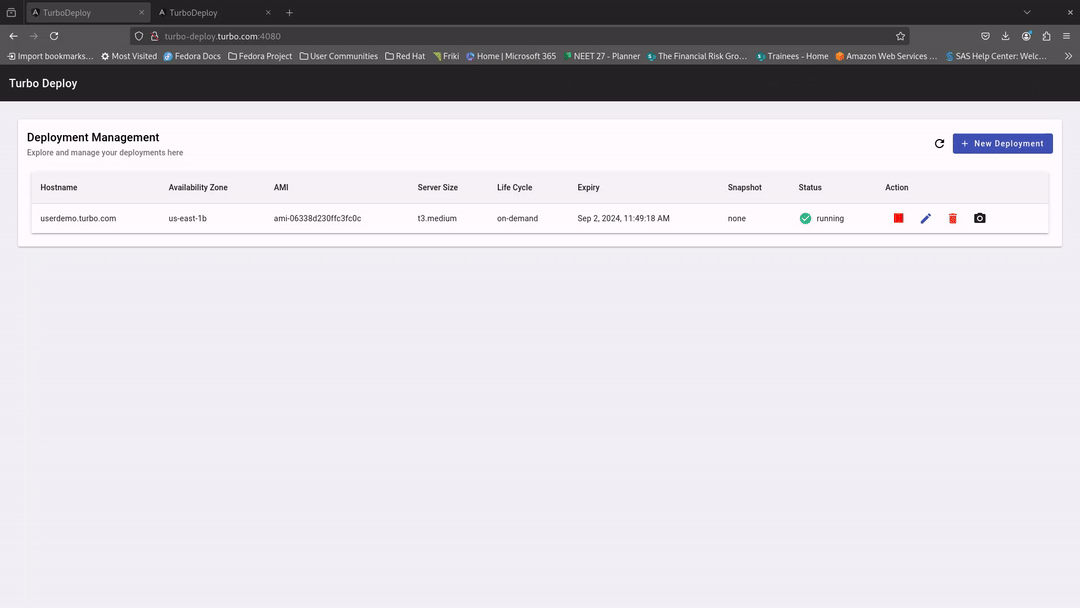 TurboDeploy
TurboDeploy
turbo-deploy.turbo.com:4080
Import bookmarks... Most Visited Fedora Docs Fedora Project User Communities Red Hat Friki Home | Microsoft 365 NEET 27 - Planner The Financial Risk Gro... Trainees - Home Amazon Web Services ... SAS Help Center: Welc...
Turbo Deploy
Deployment Management
Explore and manage your deployments here
+ New Deployment
Hostname Availability Zone AMI Server Size Life Cycle Expiry Snapshot Status Action
userdemo.turbo.com us-east-1b ami-06338d230ffc3fc0c t3.medium on-demand Sep 2, 2024, 11:49:18 AM none running